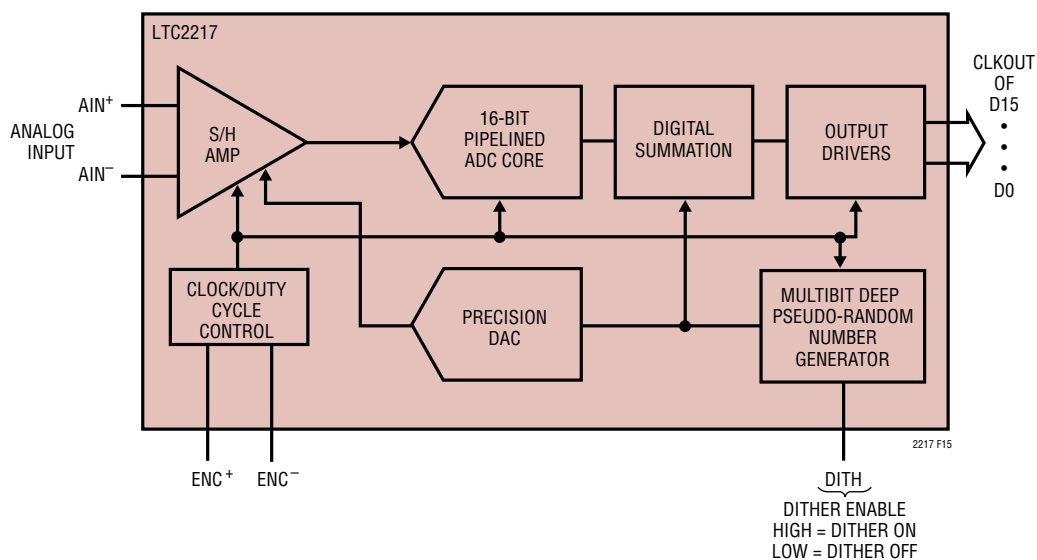 LTC2217
AIN+
ANALOG
INPUT
AIN−
S/H
AMP
16-BIT
PIPELINED
ADC CORE
DIGITAL
SUMMATION
OUTPUT
DRIVERS
CLKOUT
OF
D15
•
•
•
D0
CLOCK/DUTY
CYCLE
CONTROL
PRECISION
DAC
MULTIBIT DEEP
PSEUDO-RANDOM
NUMBER
GENERATOR
2217 F15
ENC+ ENC−
DITH
DITHER ENABLE
HIGH = DITHER ON
LOW = DITHER OFF